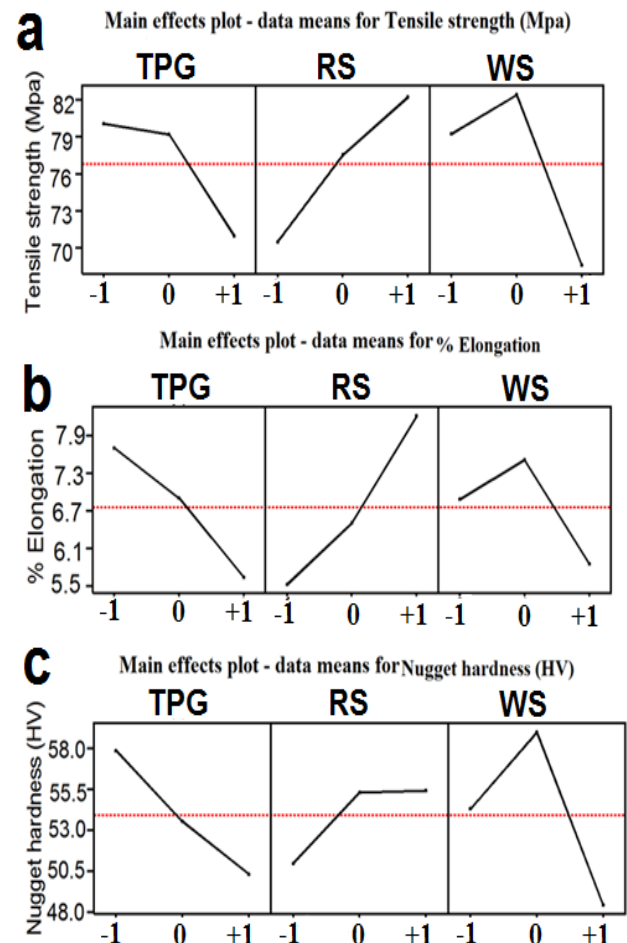 a
Main effects plot - data means for Tensile strength (Mpa)
TPG RS WS
Tensile strength (Mpa)
82
79
76
73
70
-1 0 +1 -1 0 +1 -1 0 +1
Main effects plot - data means for % Elongation
b
TPG RS WS
% Elongation
7.9
7.3
6.7
6.1
5.5
-1 0 +1 -1 0 +1 -1 0 +1
c
Main effects plot - data means for Nugget hardness (HV)
TPG RS WS
Nugget hardness (HV)
58.0
55.5
53.0
50.5
48.0
-1 0 +1 -1 0 +1 -1 0 +1